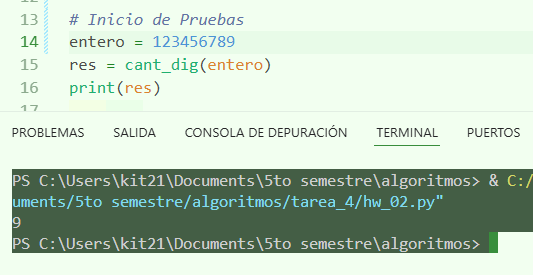 13 # Inicio de Pruebas
14 entero = 123456789
15 res = cant_dig(entero)
16 print(res)
17
PROBLEMAS SALIDA CONSOLA DE DEPURACIÓN TERMINAL PUERTOS
PS C:\Users\kit21\Documents\5to semestre\algoritmos> & C:/
uments/5to semestre/algoritmos/tarea_4/hw_02.py"
9
PS C:\Users\kit21\Documents\5to semestre\algoritmos>